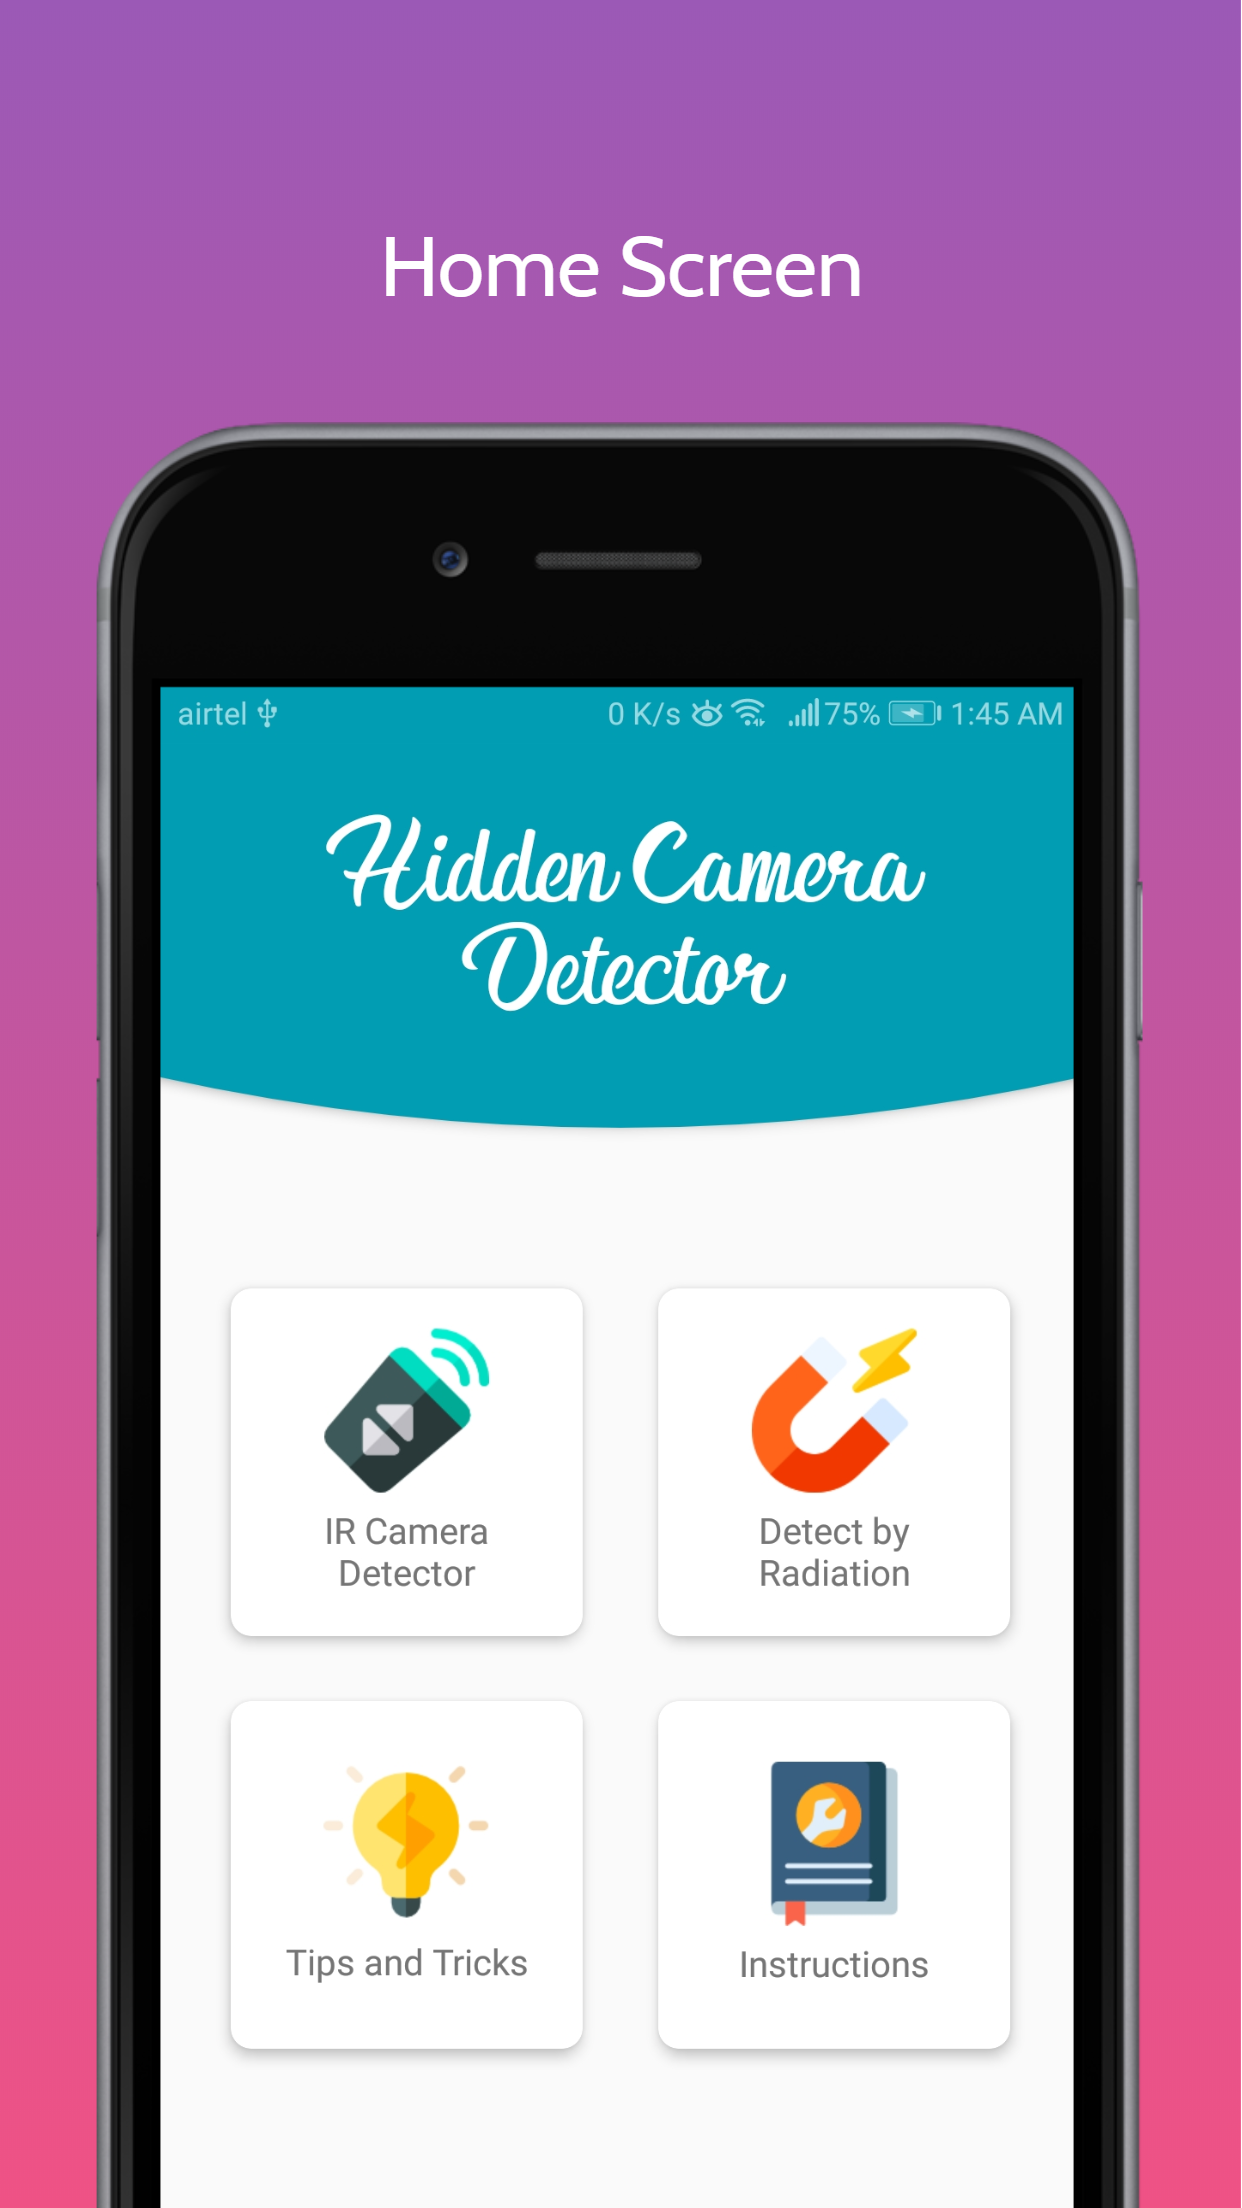 Home Screen
airtel 0 K/s 75% 1:45 AM
Hidden Camera
Detector
IR Camera
Detector
Detect by
Radiation
Tips and Tricks
Instructions